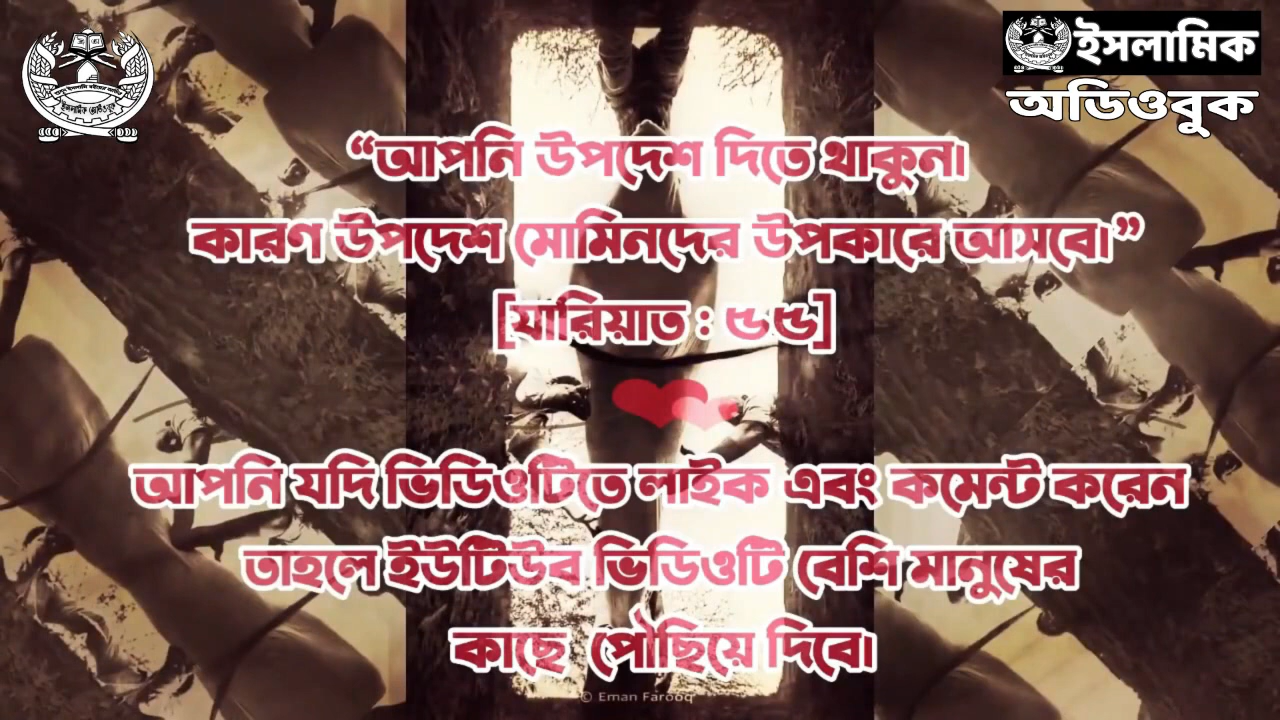 ইসলামিক
অডিওবুক
“আপনি উপদেশ দিতে থাকুন।
কারণ উপদেশ মোমিনদের উপকারে আসবে।”
[যারিয়াত : ৫৫]
আপনি যদি ভিডিওটিতে লাইক এবং কমেন্ট করেন
তাহলে ইউটিউব ভিডিওটি বেশি মানুষের
কাছে পৌছিয়ে দিবে।
© Eman Farooq